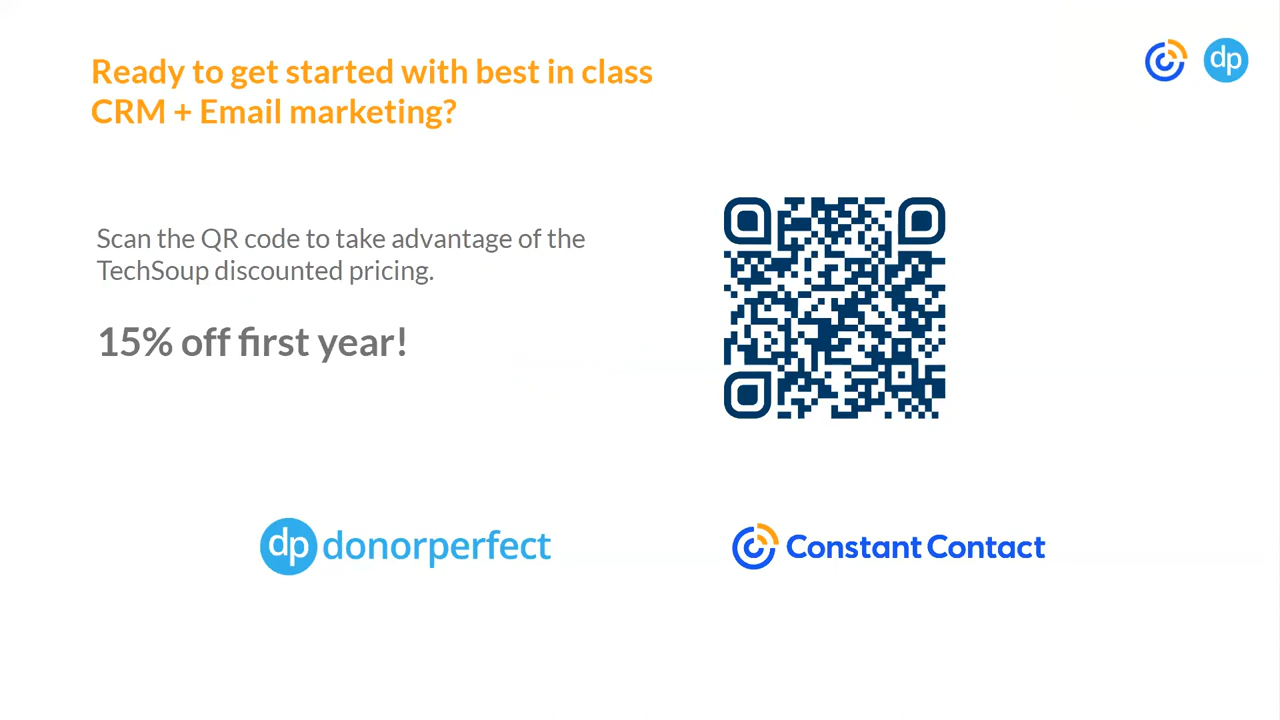 Ready to get started with best in class
CRM + Email marketing?
dp
Scan the QR code to take advantage of the
TechSoup discounted pricing.
15% off first year!
dp donorperfect
Constant Contact